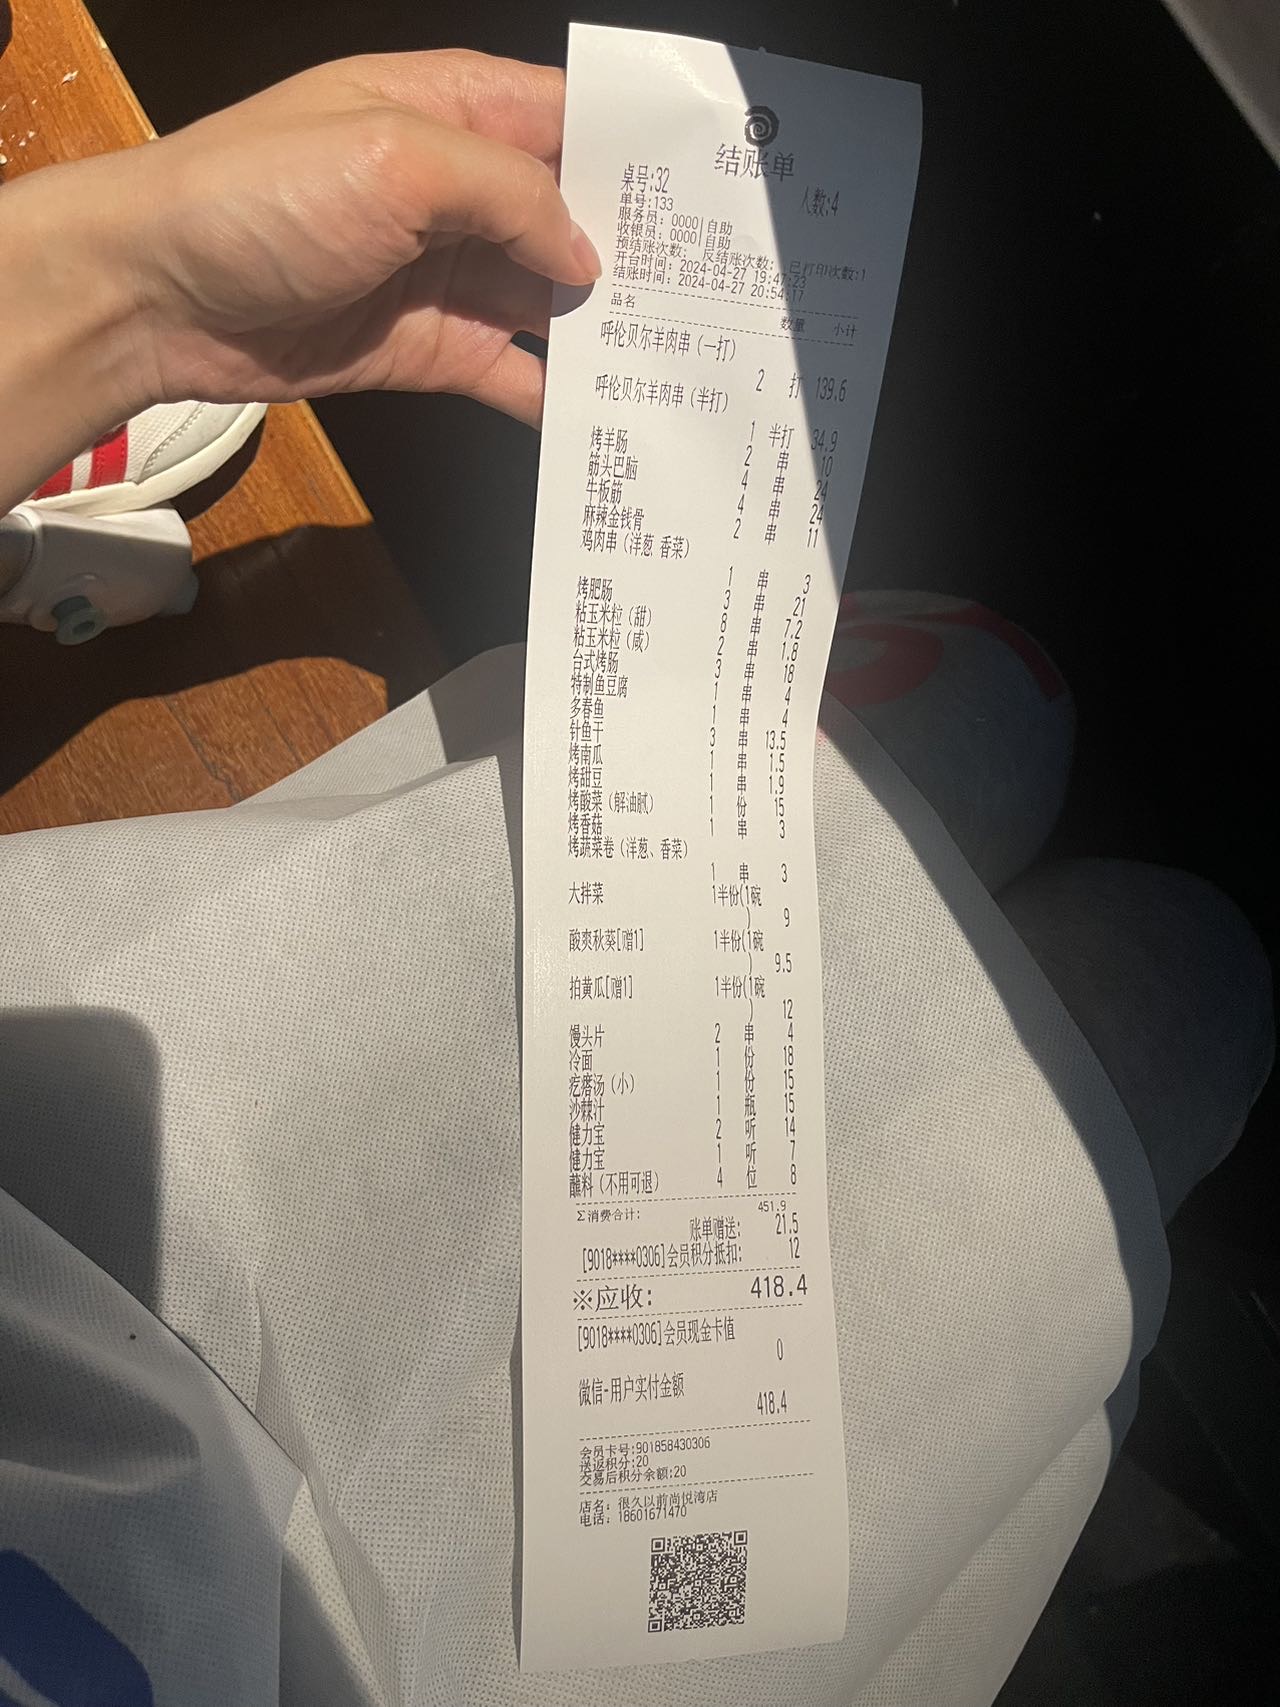 结账单
桌号:32 人数:4
单号:133
服务员: 0000|自助
收银员: 0000|自助
预结账次数: 反结账次数: 已打印次数:1
开台时间: 2024-04-27 19:47:23
结账时间: 2024-04-27 20:54:17
品名 数量 小计
呼伦贝尔羊肉串(一打)
2 打 139.6
呼伦贝尔羊肉串(半打)
1 半打 34.9
烤羊肠 2 串 10
筋头巴脑 4 串 24
牛板筋 4 串 24
麻辣金钱骨 2 串 11
鸡肉串(洋葱、香菜)
1 串 3
烤肥肠 3 串 21
粘玉米粒(甜) 8 串 7.2
粘玉米粒(咸) 2 串 1.8
台式烤肠 3 串 18
特制鱼豆腐 1 串 4
多春鱼 1 串 4
针鱼干 3 串 13.5
烤南瓜 1 串 1.5
烤甜豆 1 串 1.9
烤酸菜(解油腻) 1 份 15
烤香菇 1 串 3
烤蔬菜卷(洋葱、香菜)
1 串 3
大拌菜 1半份(1碗
) 9
酸爽秋葵[赠1] 1半份(1碗
) 9.5
拍黄瓜[赠1] 1半份(1碗
) 12
馒头片 2 串 4
冷面 1 份 18
疙瘩汤(小) 1 份 15
沙棘汁 1 瓶 15
健力宝 2 听 14
健力宝 1 听 7
蘸料(不用可退) 4 位 8
Σ消费合计: 451.9
账单赠送: 21.5
[9018****0306]会员积分抵扣: 12
※应收: 418.4
[9018****0306]会员现金卡值
0
微信-用户实付金额
418.4
会员卡号:901858430306
送返积分:20
交易后积分余额:20
店名: 很久以前尚悦湾店
电话: 18601671470